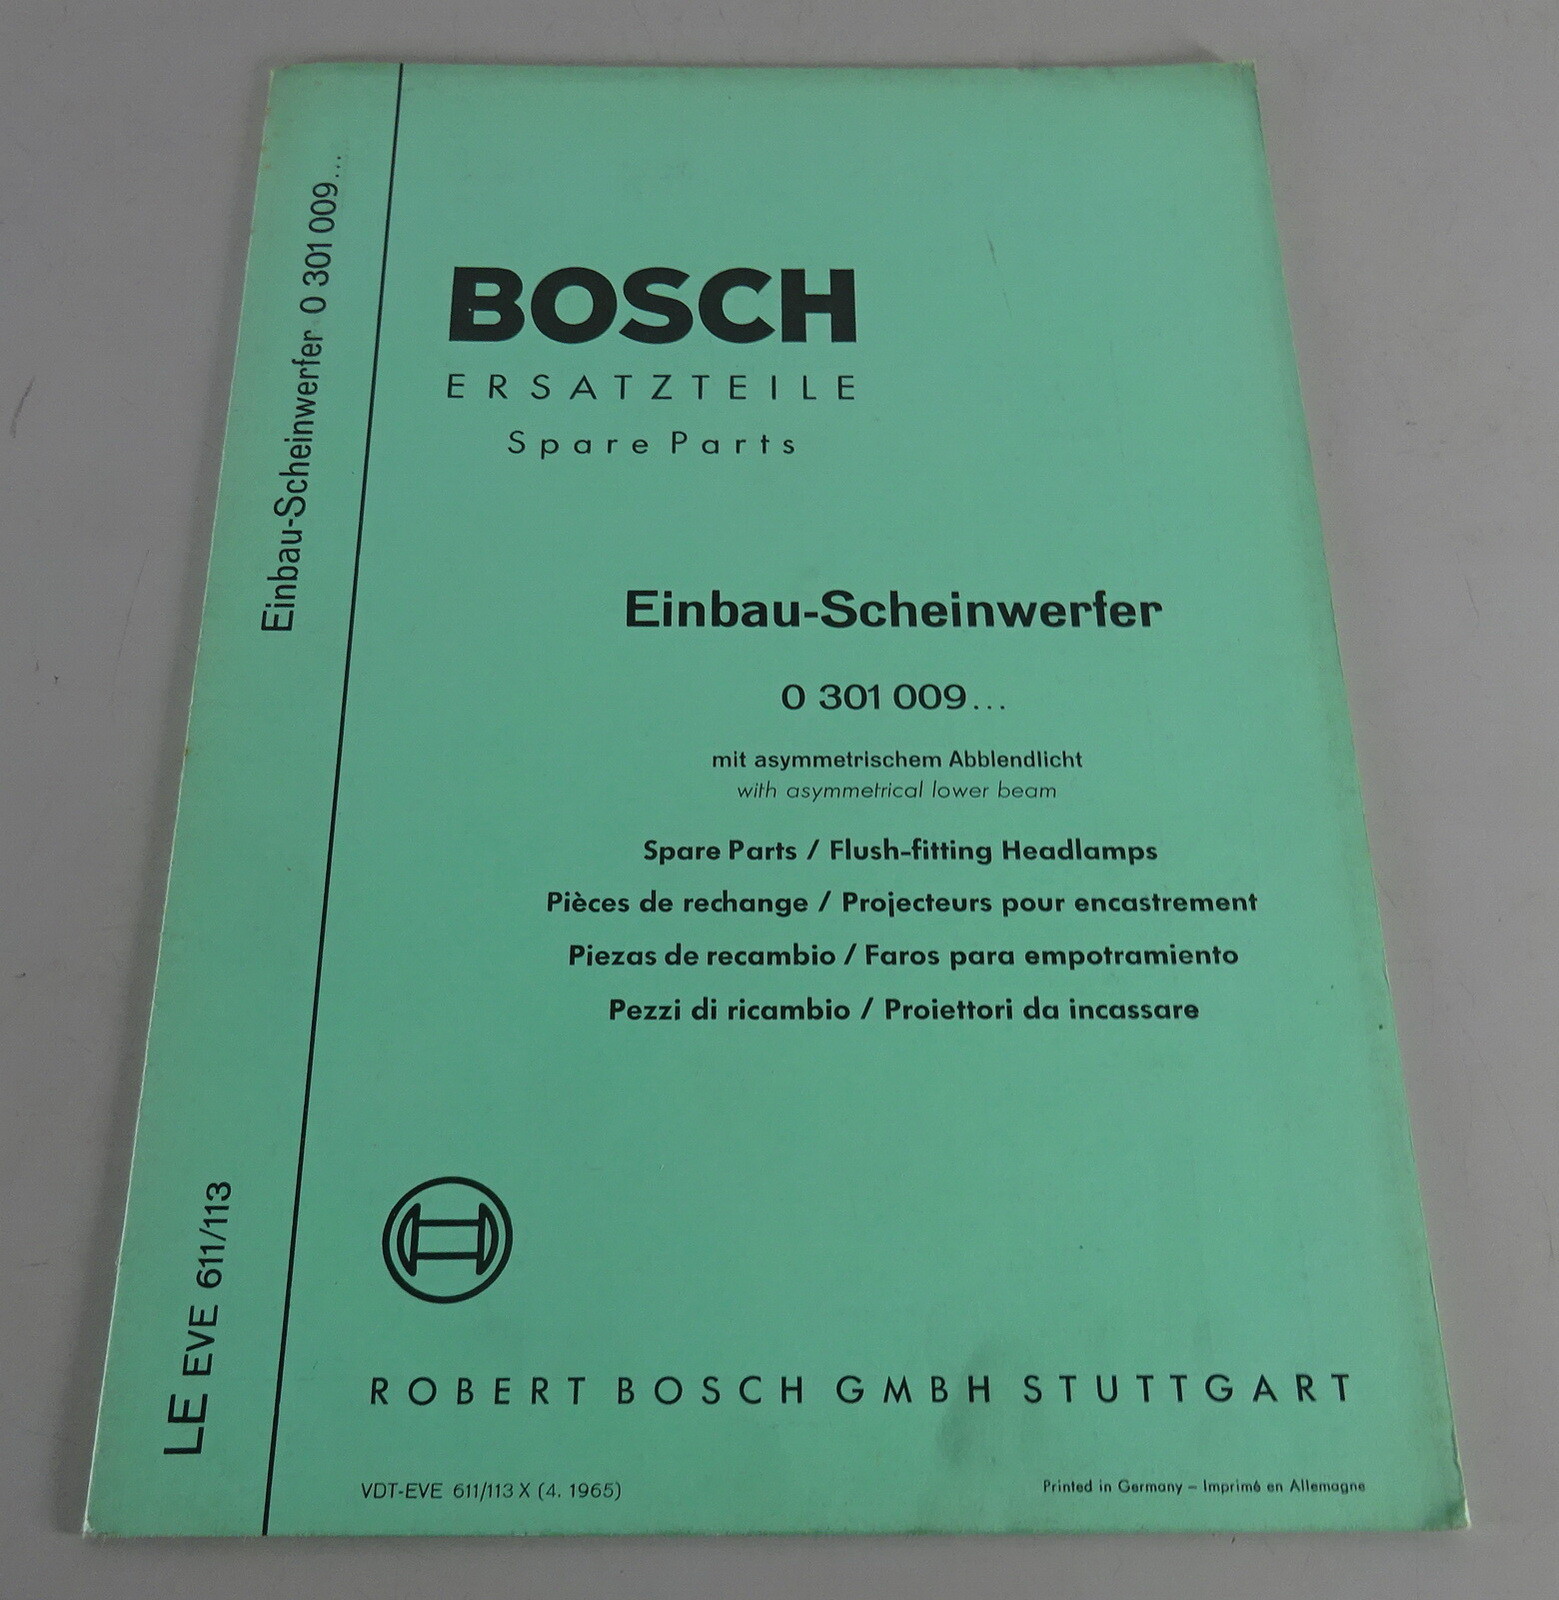 Einbau-Scheinwerfer 0 301 009...
LE EVE 611/113
BOSCH
ERSATZTEILE
Spare Parts
Einbau-Scheinwerfer
0 301 009...
mit asymmetrischem Abblendlicht
with asymmetrical lower beam
Spare Parts / Flush-fitting Headlamps
Pièces de rechange / Projecteurs pour encastrement
Piezas de recambio / Faros para empotramiento
Pezzi di ricambio / Proiettori da incassare
ROBERT BOSCH GMBH STUTTGART
VDT-EVE 611/113 X (4. 1965)
Printed in Germany – Imprimé en Allemagne